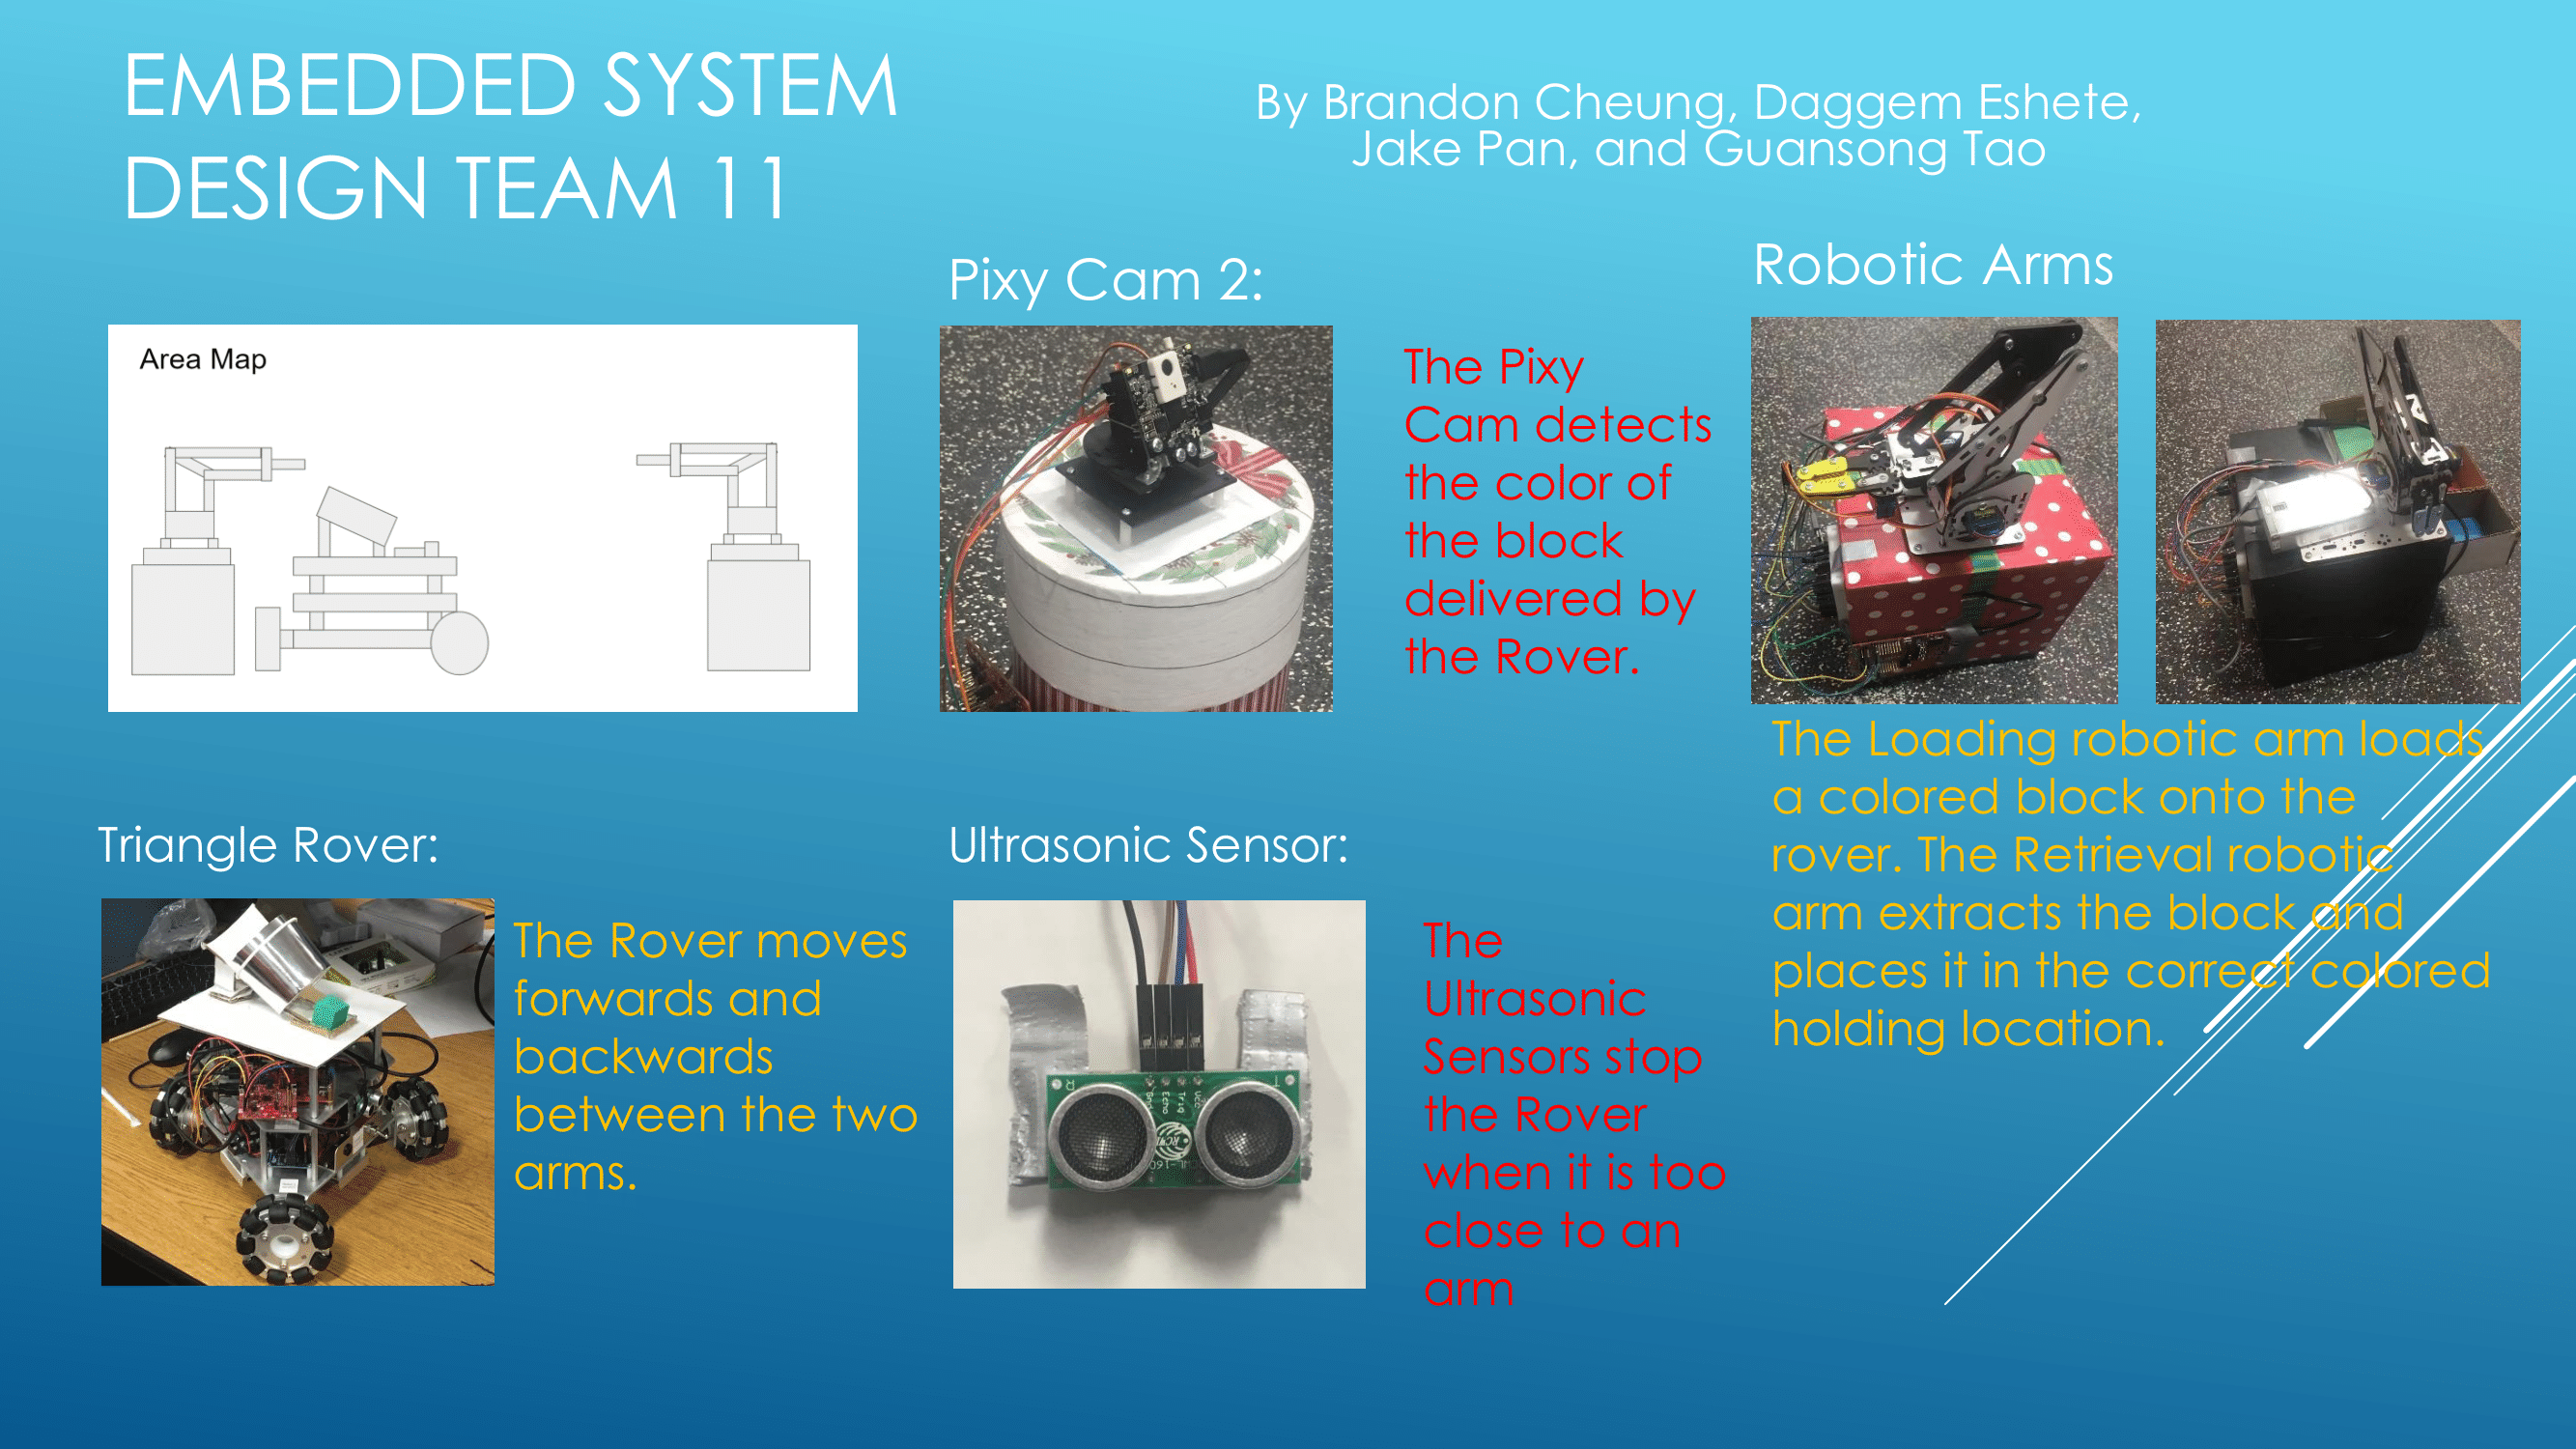 EMBEDDED SYSTEM
DESIGN TEAM 11
By Brandon Cheung, Daggem Eshete,
Jake Pan, and Guansong Tao
Area Map
Pixy Cam 2:
The Pixy
Cam detects
the color of
the block
delivered by
the Rover.
Robotic Arms
The Loading robotic arm loads
a colored block onto the
rover. The Retrieval robotic
arm extracts the block and
places it in the correct colored
holding location.
Triangle Rover:
The Rover moves
forwards and
backwards
between the two
arms.
Ultrasonic Sensor:
R
T
Echo
Trig
Vcc
The
Ultrasonic
Sensors stop
the Rover
when it is too
close to an
arm